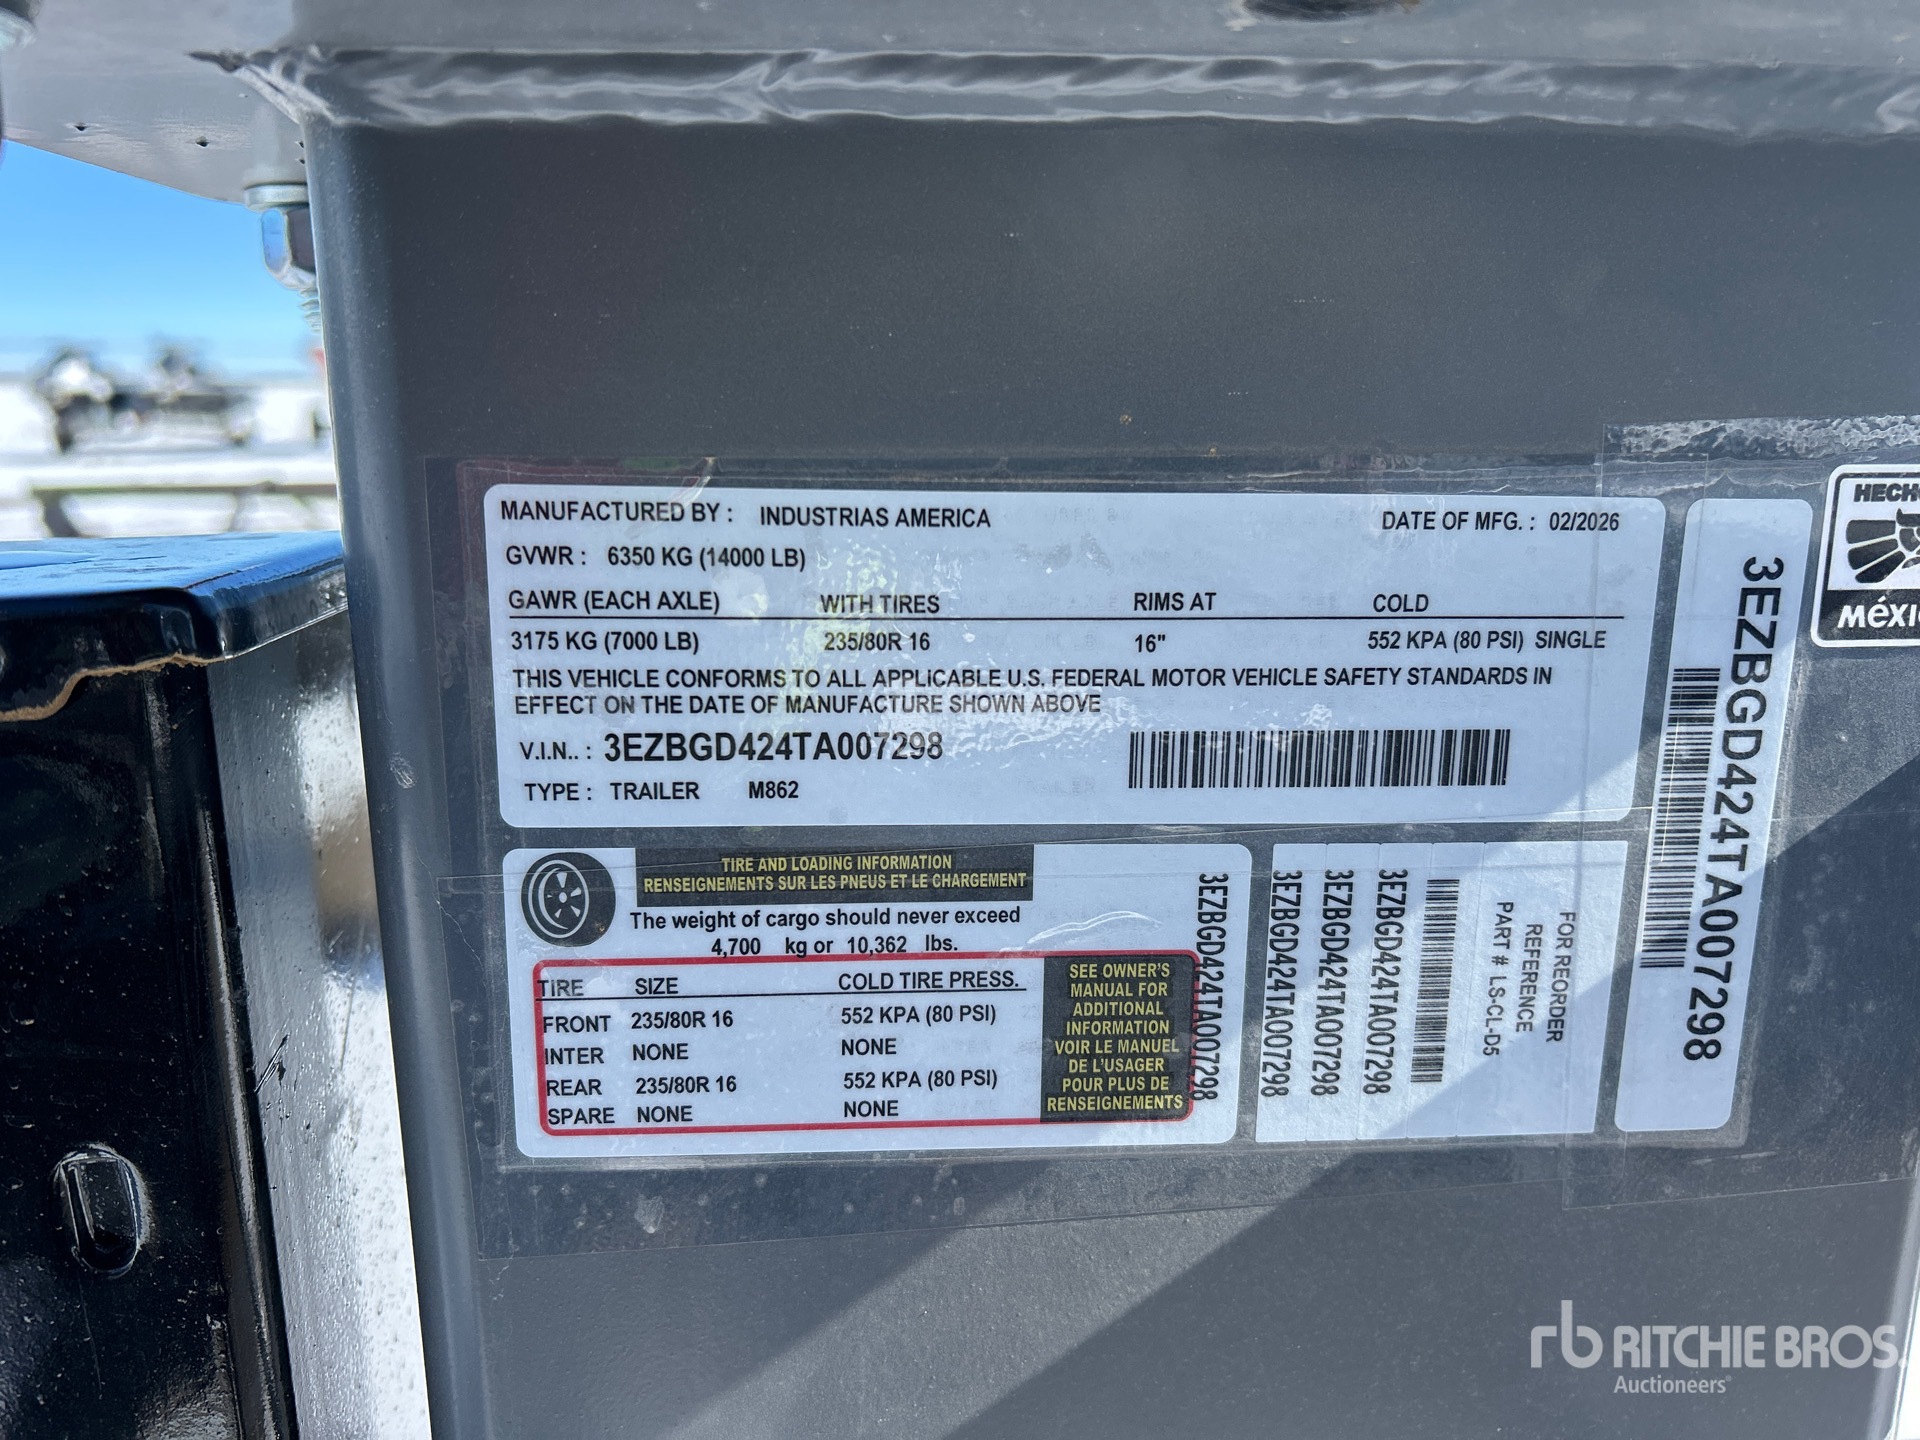 MANUFACTURED BY : INDUSTRIAS AMERICA DATE OF MFG. : 02/2026
GVWR : 6350 KG (14000 LB)
GAWR (EACH AXLE) WITH TIRES RIMS AT COLD
3175 KG (7000 LB) 235/80R 16 16" 552 KPA (80 PSI) SINGLE
THIS VEHICLE CONFORMS TO ALL APPLICABLE U.S. FEDERAL MOTOR VEHICLE SAFETY STANDARDS IN
EFFECT ON THE DATE OF MANUFACTURE SHOWN ABOVE
V.I.N.. : 3EZBGD424TA007298
TYPE : TRAILER M862
TIRE AND LOADING INFORMATION
RENSEIGNEMENTS SUR LES PNEUS ET LE CHARGEMENT
The weight of cargo should never exceed
4,700 kg or 10,362 lbs.
TIRE SIZE COLD TIRE PRESS.
FRONT 235/80R 16 552 KPA (80 PSI)
INTER NONE NONE
REAR 235/80R 16 552 KPA (80 PSI)
SPARE NONE NONE
SEE OWNER'S
MANUAL FOR
ADDITIONAL
INFORMATION
VOIR LE MANUEL
DE L'USAGER
POUR PLUS DE
RENSEIGNEMENTS
3EZBGD424TA007298
3EZBGD424TA007298
3EZBGD424TA007298
3EZBGD424TA007298
FOR REORDER
REFERENCE
PART # LS-CL-D5
3EZBGD424TA007298
HECHO
MéXI
rb RITCHIE BROS.
Auctioneers